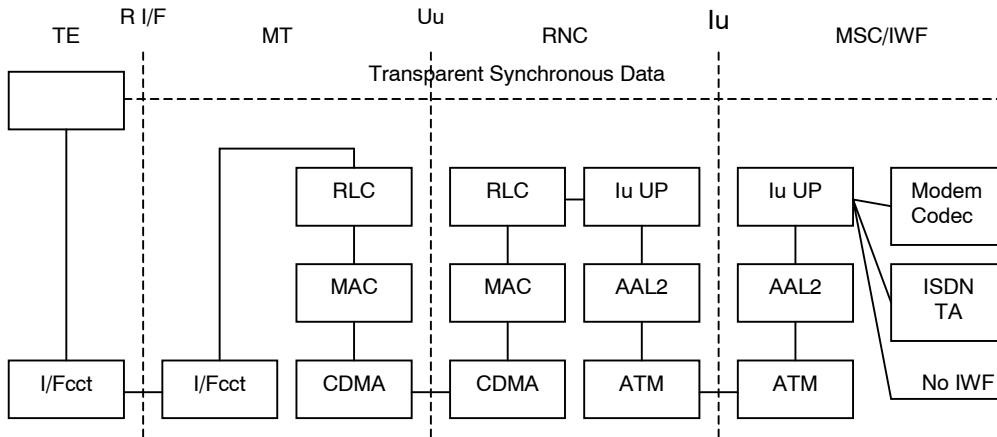 R I/F Uu Iu
TE MT RNC MSC/IWF
Transparent Synchronous Data
RLC RLC Iu UP Iu UP Modem
Codec
MAC MAC AAL2 AAL2 ISDN
TA
I/Fcct I/Fcct CDMA CDMA ATM ATM No IWF